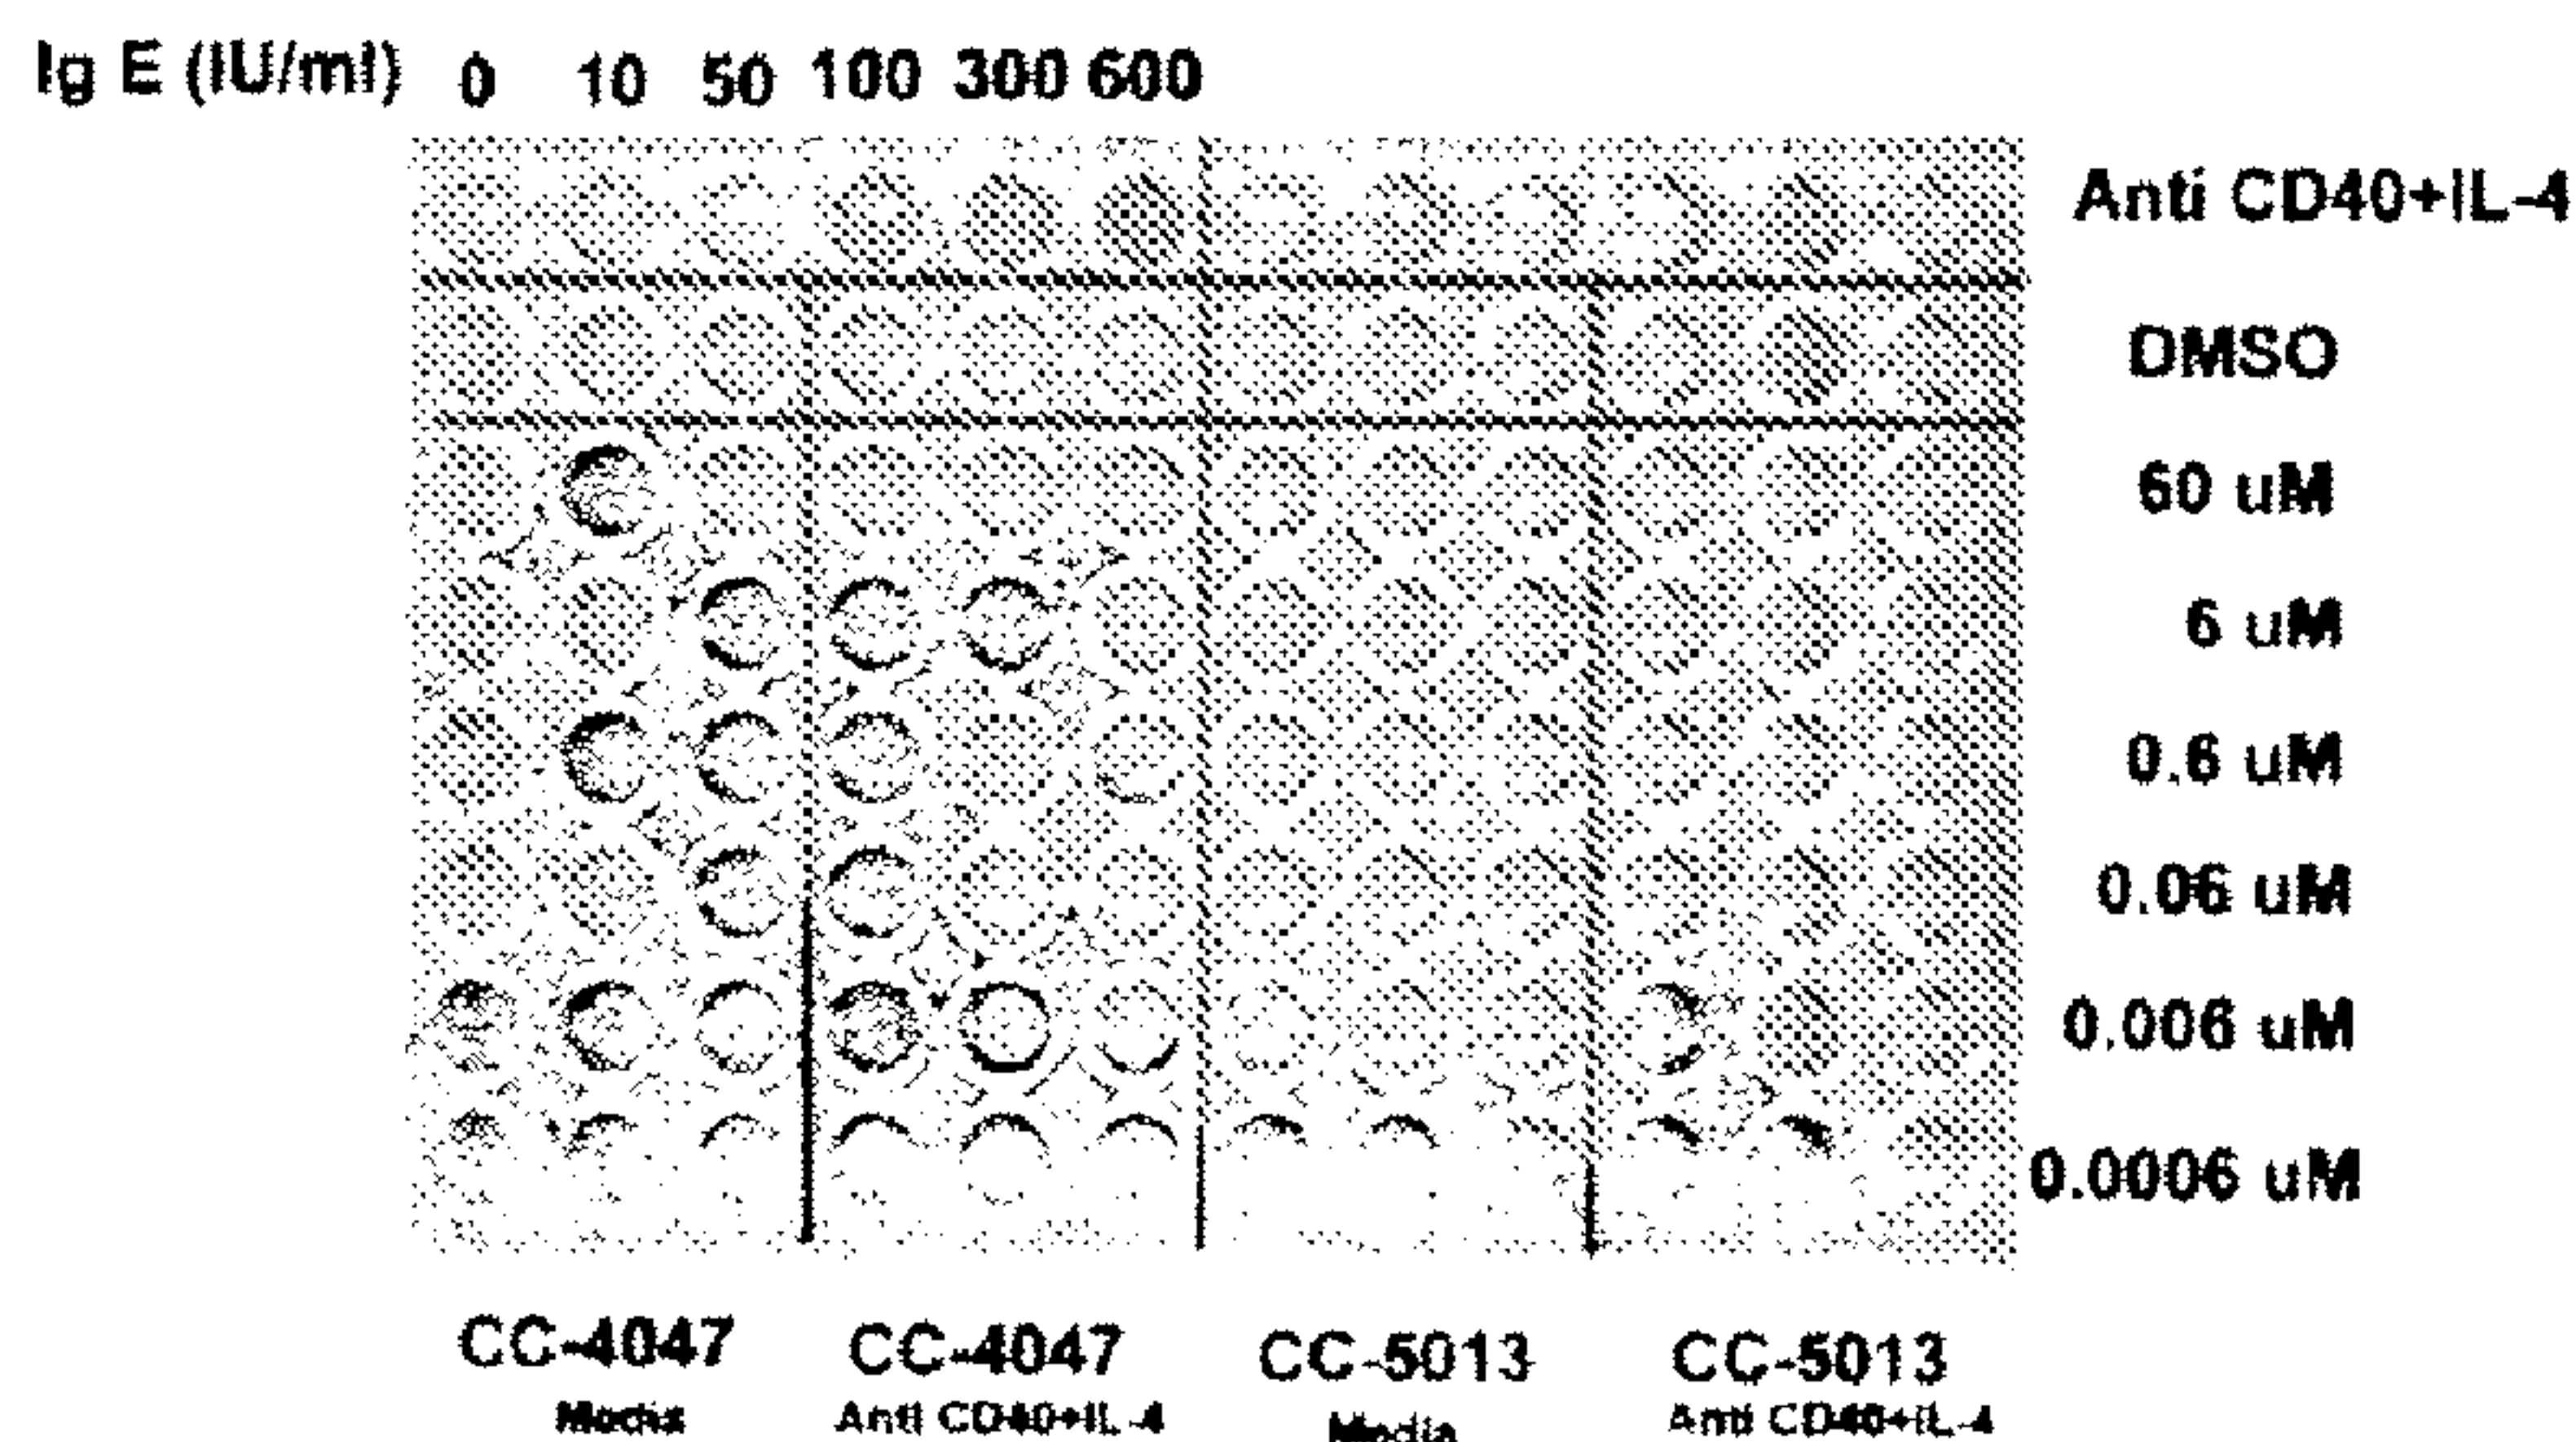 Ig E (IU/ml) 0 10 50 100 300 600
Anti CD40+IL-4
DMSO
60 uM
6 uM
0.6 uM
0.06 uM
0.006 uM
0.0006 uM
CC-4047 CC-4047 CC-5013 CC-5013
Media Anti CD40+IL-4 Media Anti CD40+IL-4